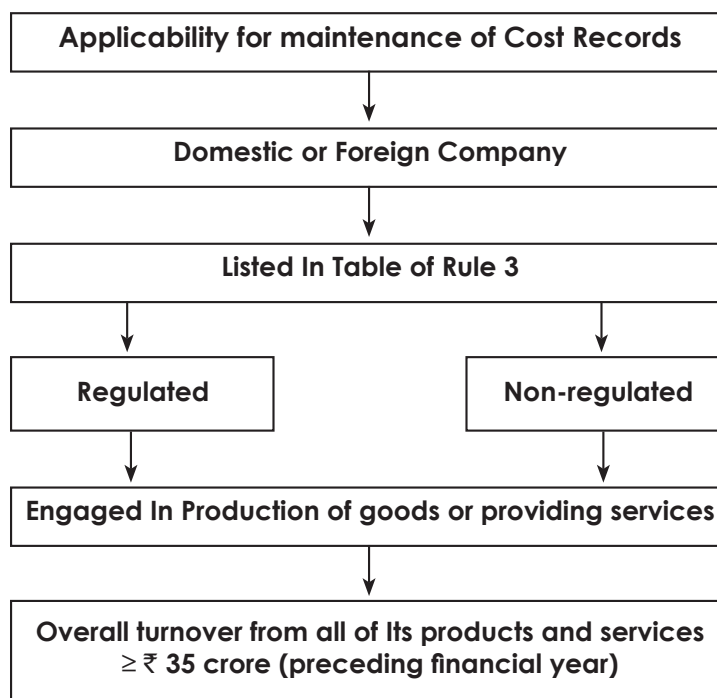 Applicability for maintenance of Cost Records
Domestic or Foreign Company
Listed In Table of Rule 3
Regulated
Non-regulated
Engaged In Production of goods or providing services
Overall turnover from all of Its products and services
≥ ₹ 35 crore (preceding financial year)